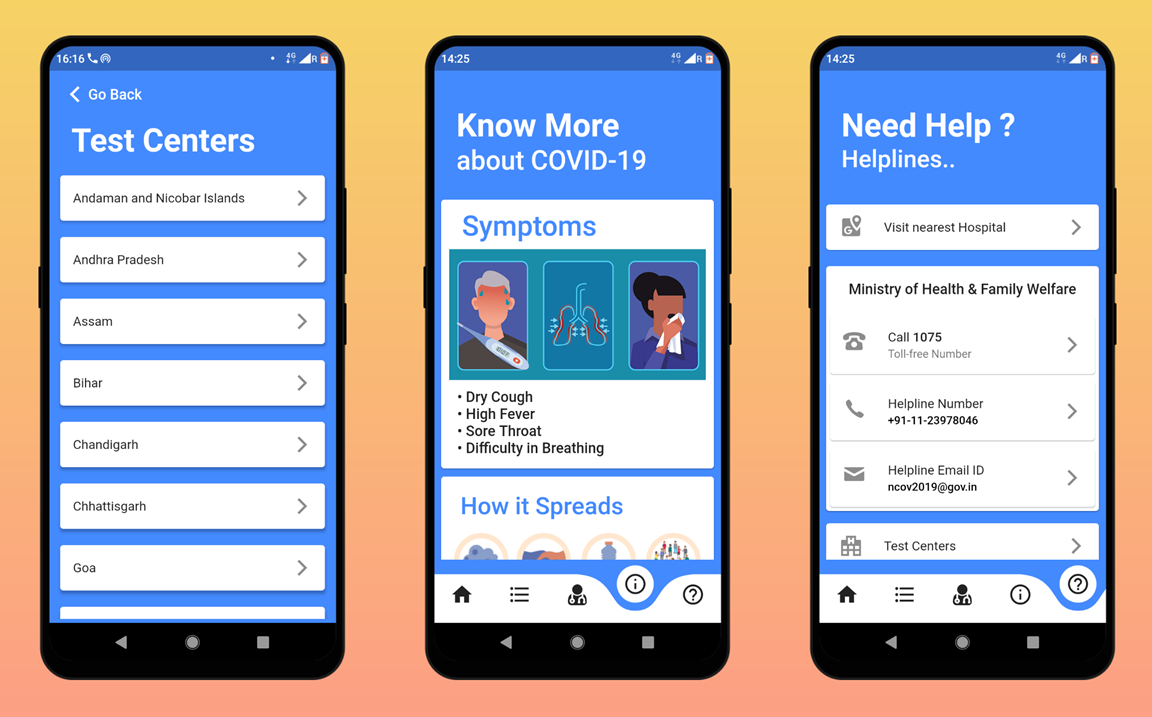 16:16
4G
R
Go Back
Test Centers
Andaman and Nicobar Islands
Andhra Pradesh
Assam
Bihar
Chandigarh
Chhattisgarh
Goa
14:25
4G
R
Know More
about COVID-19
Symptoms
• Dry Cough
• High Fever
• Sore Throat
• Difficulty in Breathing
How it Spreads
14:25
4G
R
Need Help ?
Helplines..
G
Visit nearest Hospital
Ministry of Health & Family Welfare
Call 1075
Toll-free Number
Helpline Number
+91-11-23978046
Helpline Email ID
ncov2019@gov.in
H
Test Centers